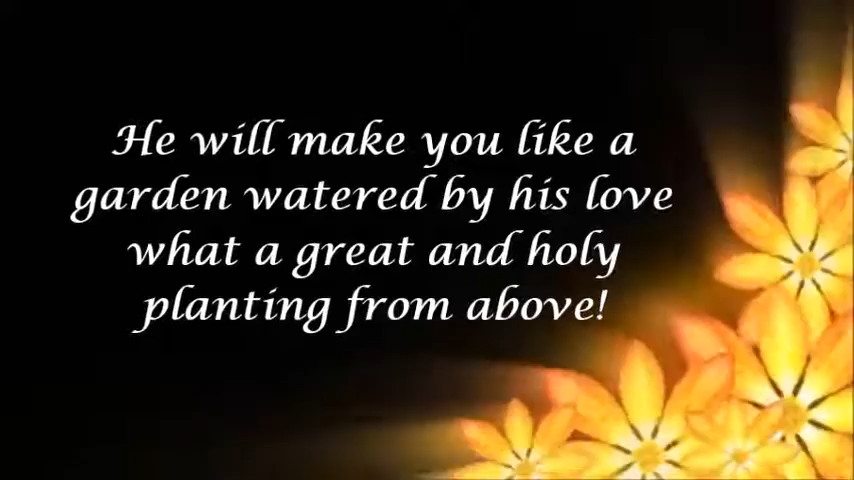 He will make you like a
garden watered by his love
what a great and holy
planting from above!